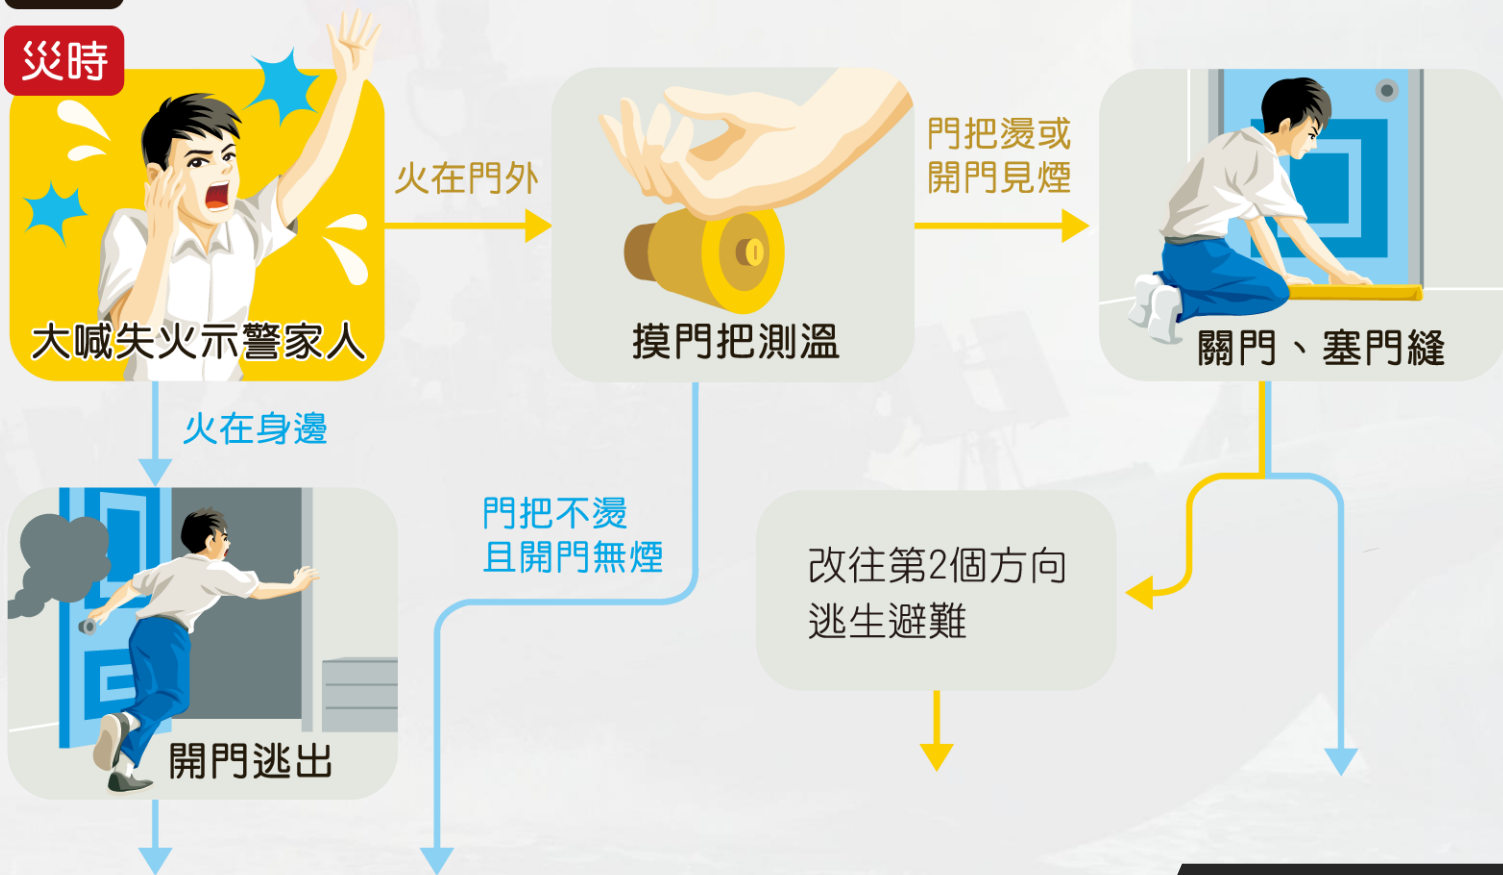 災時
大喊失火示警家人
火在門外
摸門把測溫
門把燙或
開門見煙
關門、塞門縫
火在身邊
開門逃出
門把不燙
且開門無煙
改往第2個方向
逃生避難